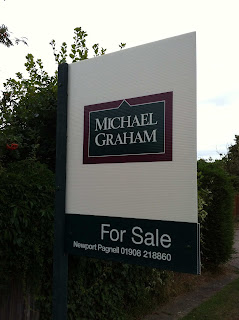 MICHAEL
GRAHAM
For Sale
Newport Pagnell 01908 218860